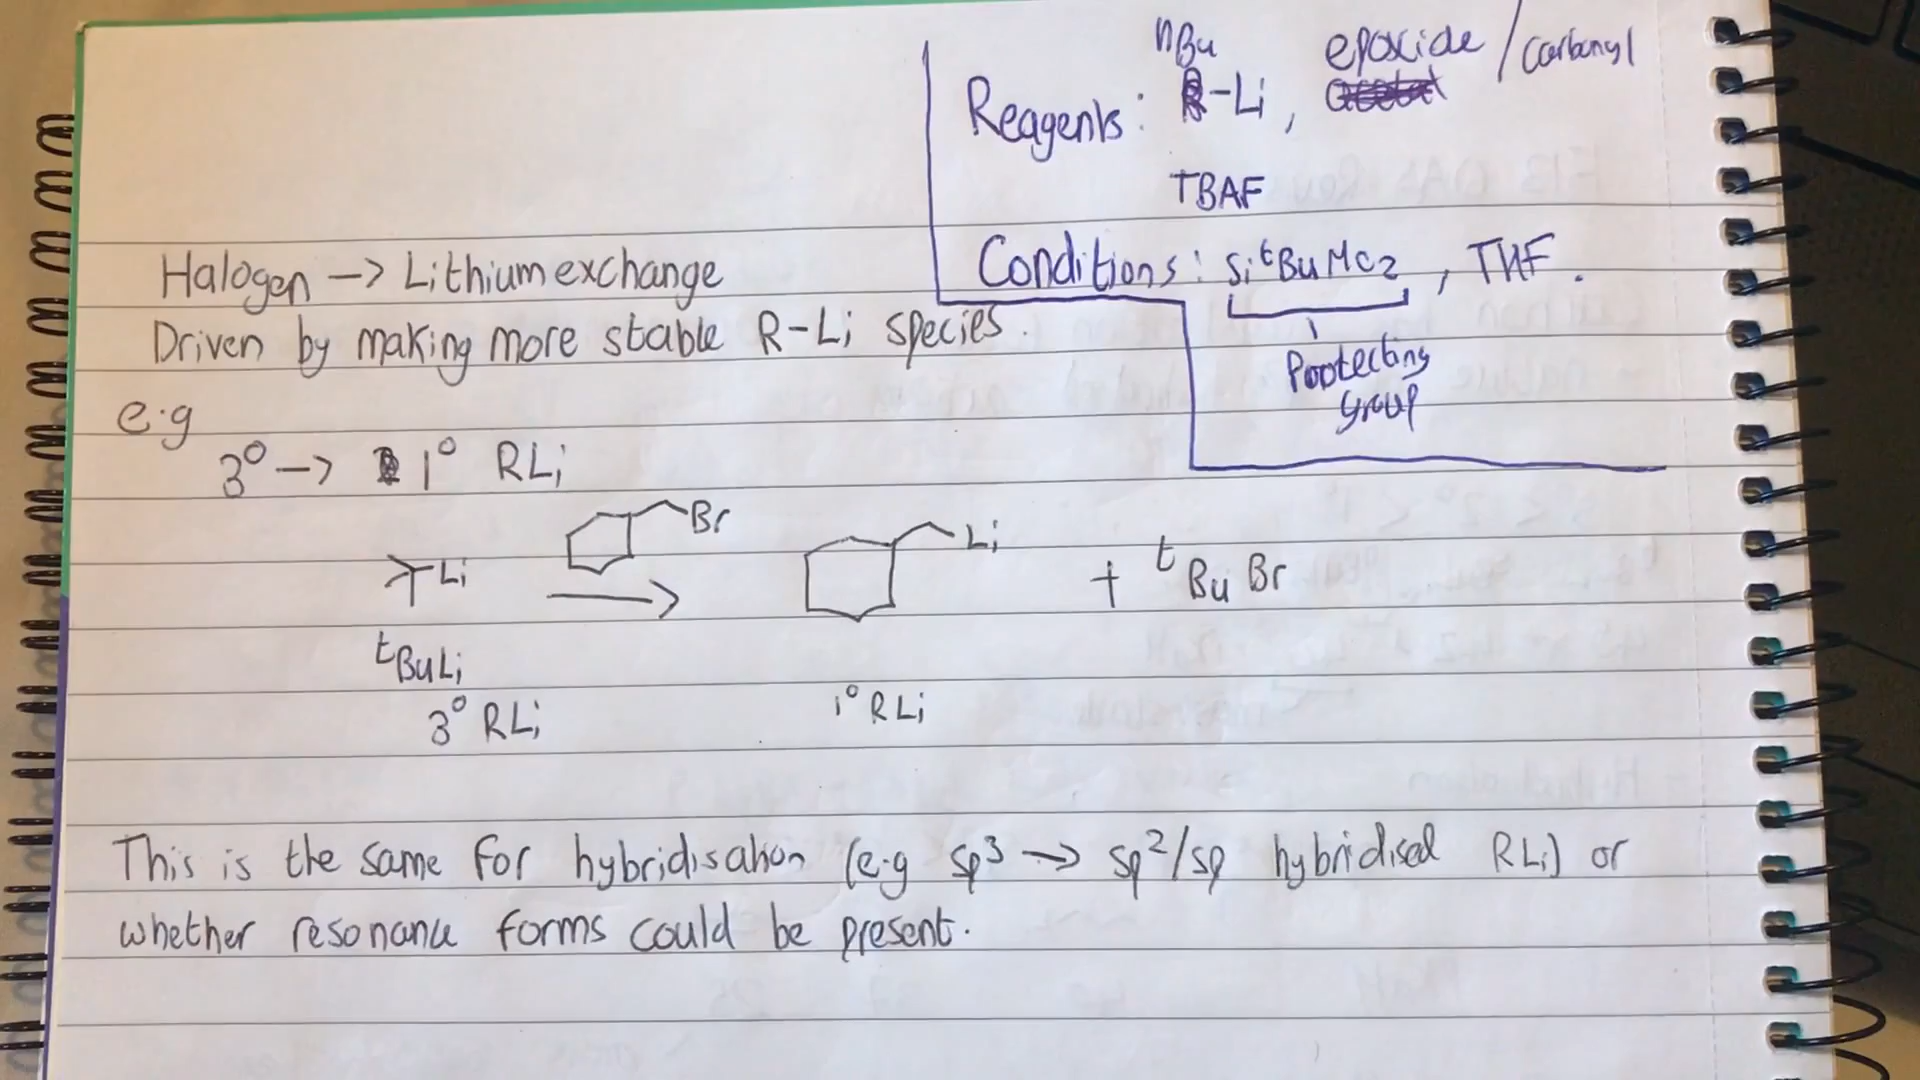 nBu epoxide / carbonyl
Reagents: R-Li,
TBAF
Conditions: SitBuMe2, THF.
Protecting
group
Halogen -> Lithium exchange
Driven by making more stable R-Li species.
e.g
3° -> 1° RLi
Br
Li
Li + tBuBr
tBuLi
3° RLi
1° RLi
This is the same for hybridisation (e.g sp3 -> sp2/sp hybridised RLi) or
whether resonance forms could be present.